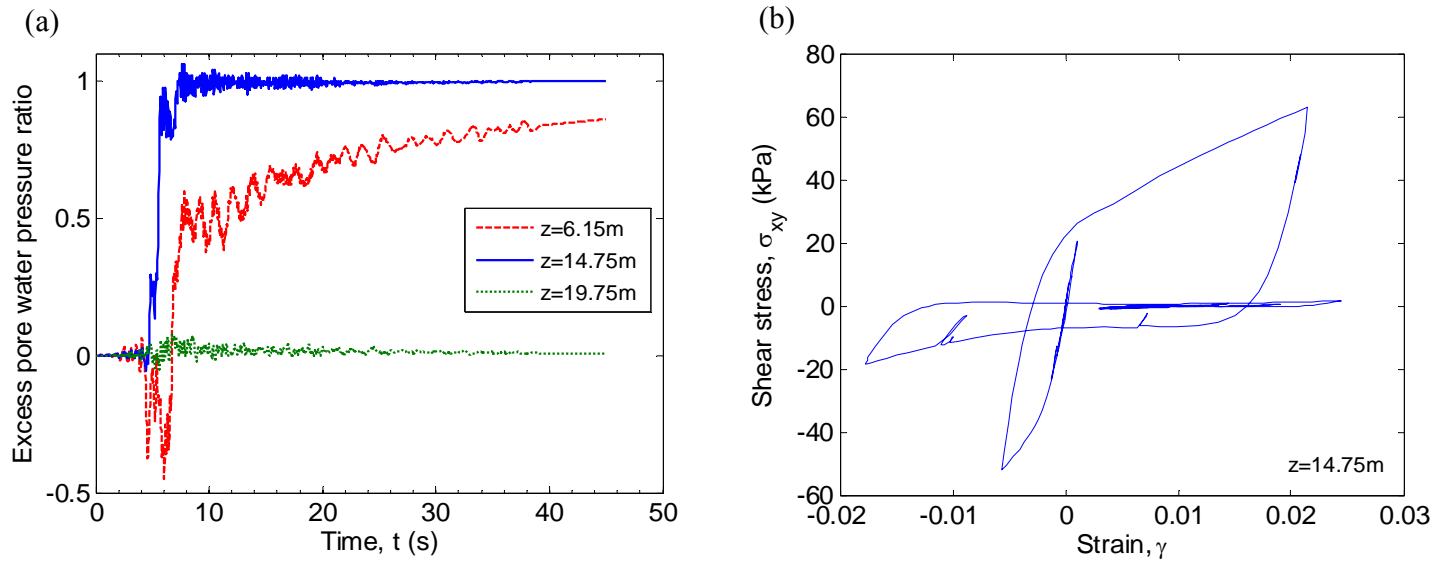 (a)
Excess pore water pressure ratio
1
0.5
0
-0.5
0 10 20 30 40 50
Time, t (s)
z=6.15m
z=14.75m
z=19.75m
(b)
Shear stress, σxy (kPa)
80
60
40
20
0
-20
-40
-60
-0.02 -0.01 0 0.01 0.02 0.03
Strain, γ
z=14.75m